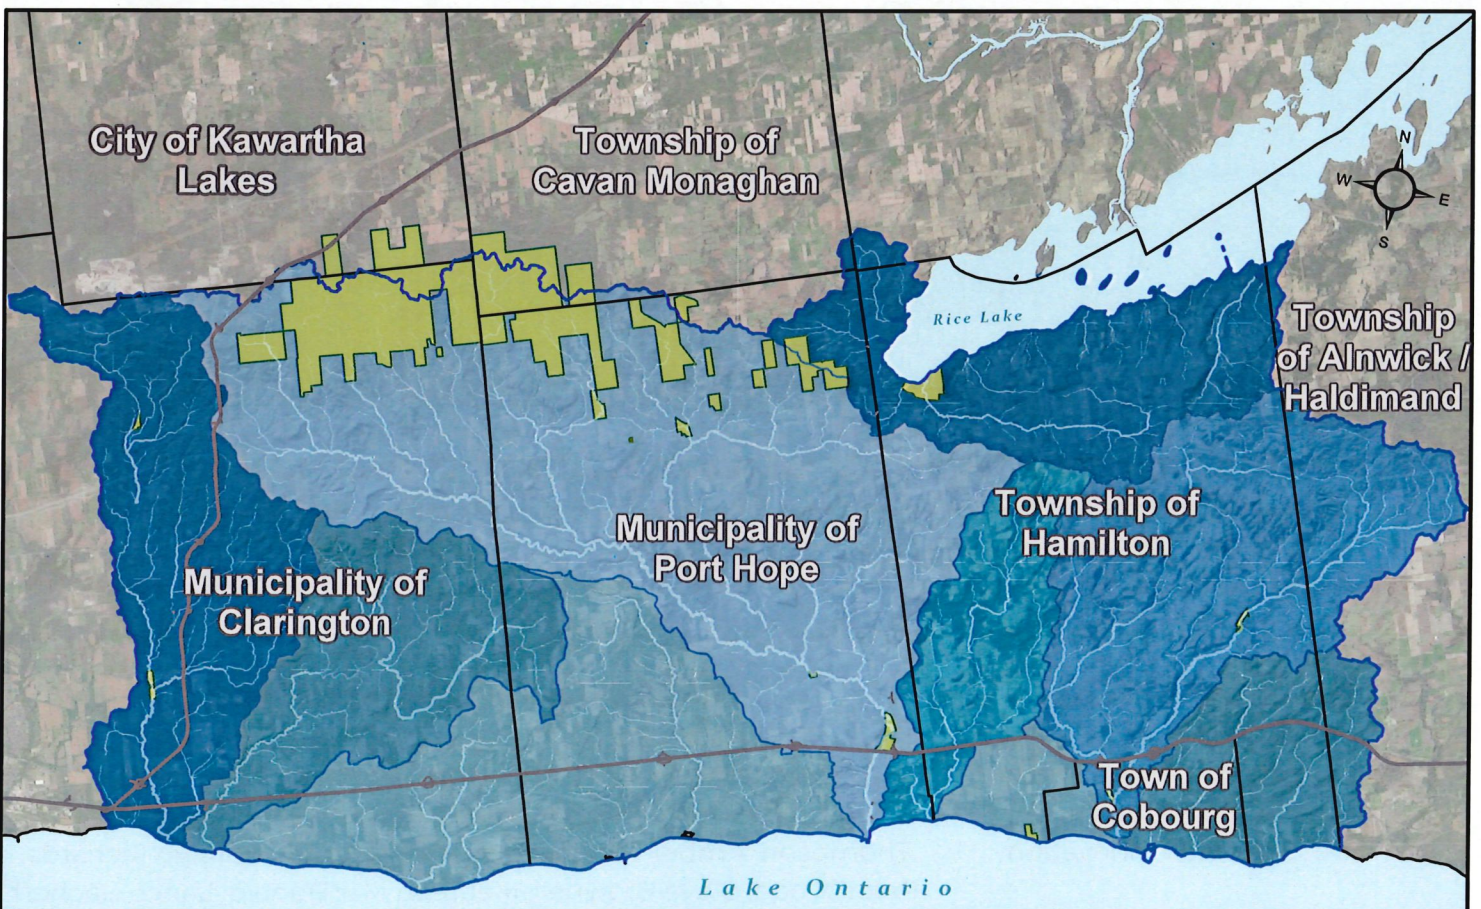 City of Kawartha
Lakes
Township of
Cavan Monaghan
N
W
E
S
Rice Lake
Township
of Alnwick /
Haldimand
Township of
Hamilton
Municipality of
Port Hope
Municipality of
Clarington
Town of
Cobourg
Lake Ontario